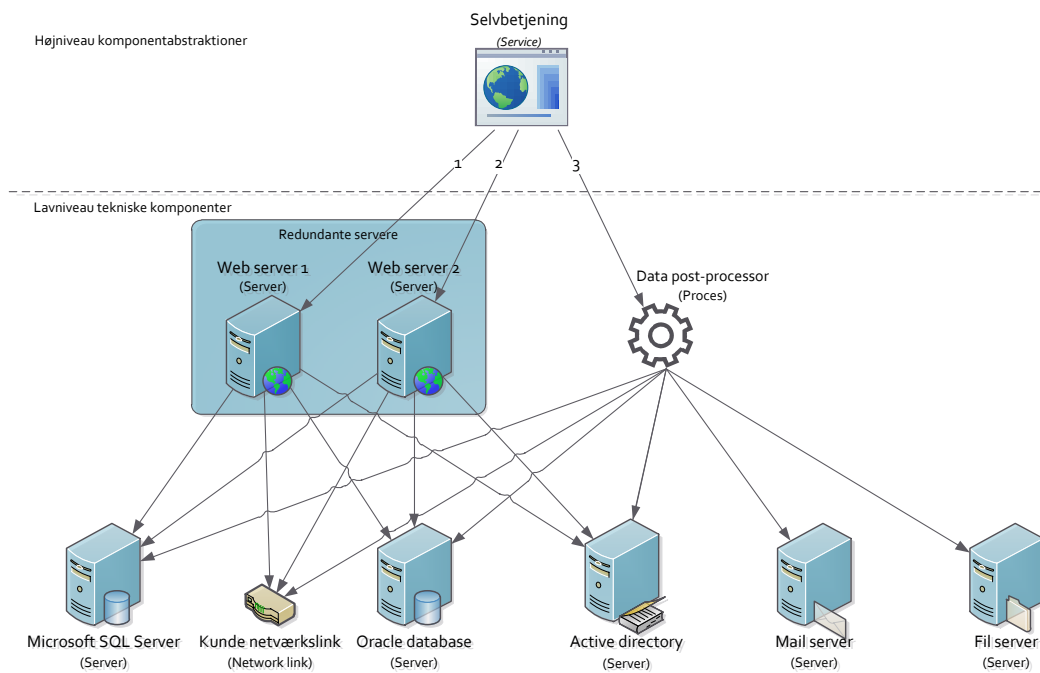 Selvbetjening
(Service)
Højniveau komponentabstraktioner
1
2
3
Lavniveau tekniske komponenter
Redundante servere
Web server 1
(Server)
Web server 2
(Server)
Data post-processor
(Proces)
Microsoft SQL Server
(Server)
Kunde netværkslink
(Network link)
Oracle database
(Server)
Active directory
(Server)
Mail server
(Server)
Fil server
(Server)